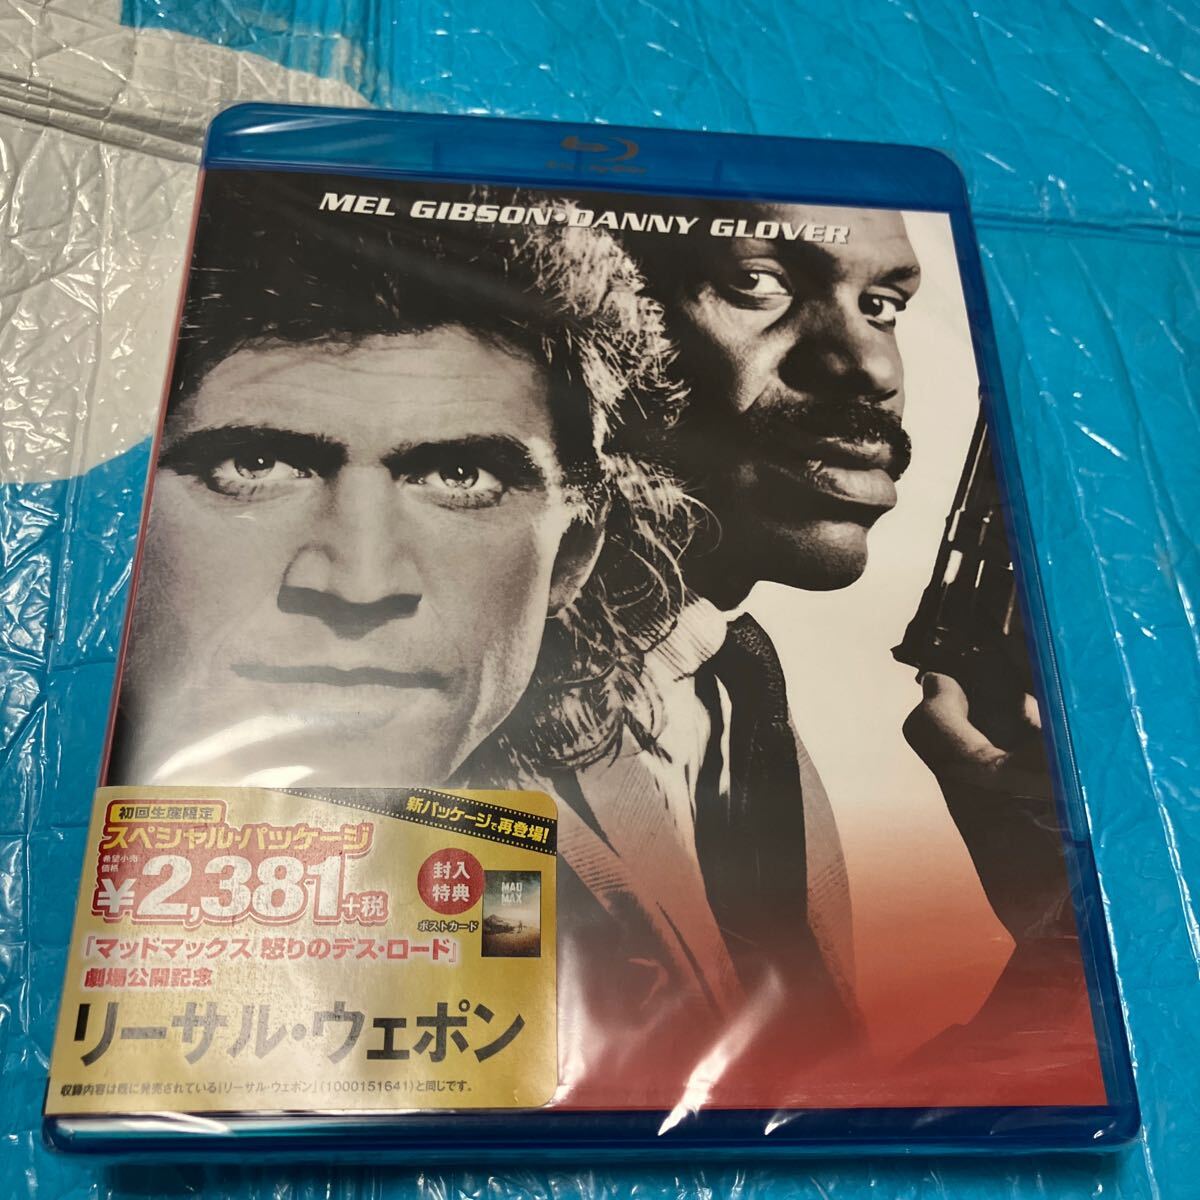 MEL GIBSON・DANNY GLOVER
初回生産限定
スペシャル・パッケージ
新パッケージで再登場!
希望小売
価格
¥2,381+税
封入
特典
ポストカード
MAD
MAX
『マッドマックス 怒りのデス・ロード』
劇場公開記念
リーサル・ウェポン
収録内容は既に発売されている「リーサル・ウェポン」(1000151641)と同じです。